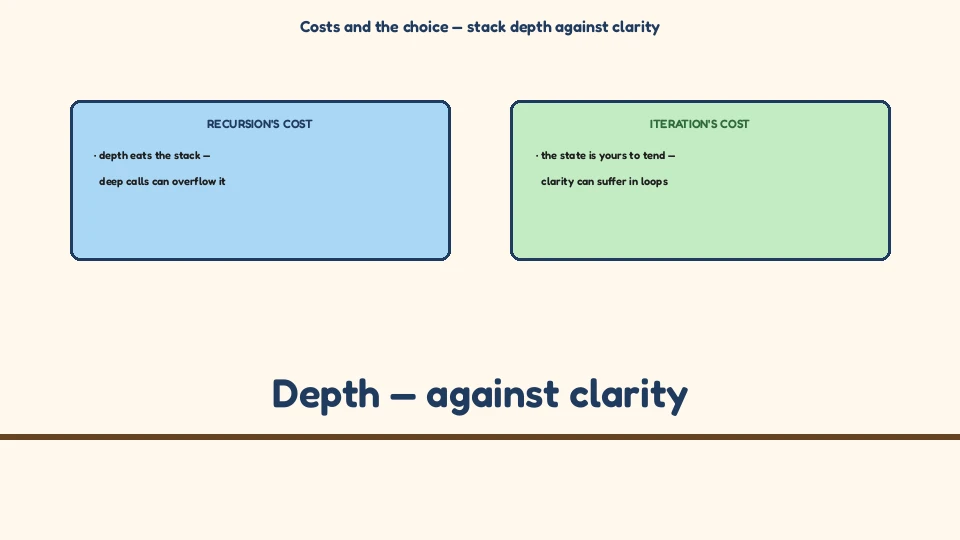 Costs and the choice — stack depth against clarity
RECURSION'S COST
· depth eats the stack —
deep calls can overflow it
ITERATION'S COST
· the state is yours to tend —
clarity can suffer in loops
Depth — against clarity